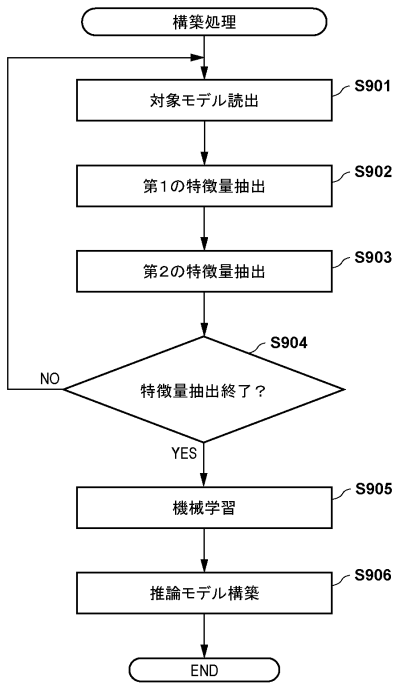 構築処理
対象モデル読出
S901
第1の特徴量抽出
S902
第2の特徴量抽出
S903
特徴量抽出終了？
S904
NO
YES
機械学習
S905
推論モデル構築
S906
END